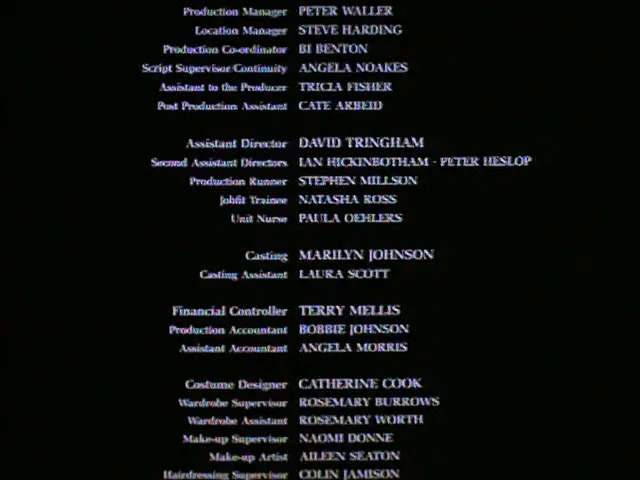 Production Manager PETER WALLER
Location Manager STEVE HARDING
Production Co-ordinator BI BENTON
Script Supervisor/Continuity ANGELA NOAKES
Assistant to the Producer TRICIA FISHER
Post Production Assistant CATE ARBEID
Assistant Director DAVID TRINGHAM
Second Assistant Directors IAN HICKINBOTHAM - PETER HESLOP
Production Runner STEPHEN MILLSON
Jobfit Trainee NATASHA ROSS
Unit Nurse PAULA OEHLERS
Casting MARILYN JOHNSON
Casting Assistant LAURA SCOTT
Financial Controller TERRY MELLIS
Production Accountant BOBBIE JOHNSON
Assistant Accountant ANGELA MORRIS
Costume Designer CATHERINE COOK
Wardrobe Supervisor ROSEMARY BURROWS
Wardrobe Assistant ROSEMARY WORTH
Make-up Supervisor NAOMI DONNE
Make-up Artist AILEEN SEATON
Hairdressing Supervisor COLIN JAMISON